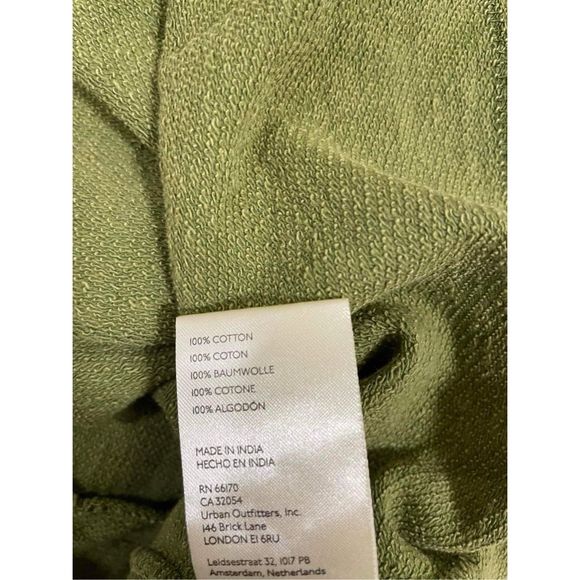 100% COTTON
100% COTON
100% BAUMWOLLE
100% COTONE
100% ALGODÓN
MADE IN INDIA
HECHO EN INDIA
RN 66170
CA 32054
Urban Outfitters, Inc.
146 Brick Lane
LONDON E1 6RU
Leidsestraat 32, 1017 PB
Amsterdam, Netherlands